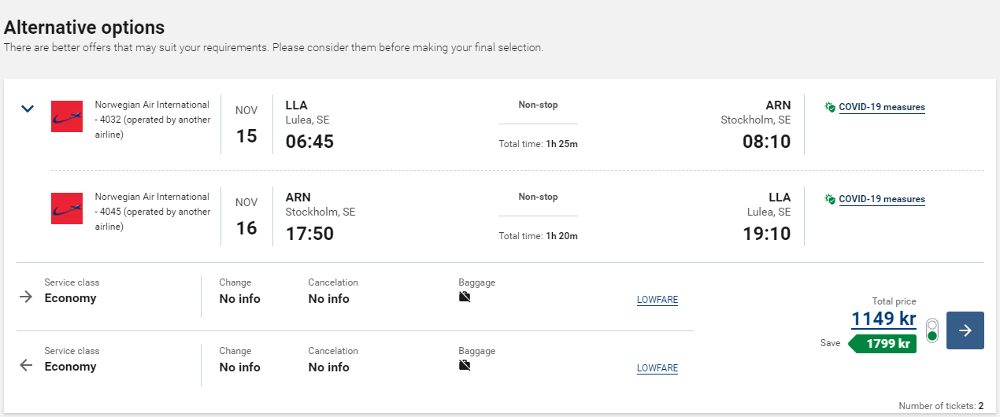 Alternative options
There are better offers that may suit your requirements. Please consider them before making your final selection.
Norwegian Air International
- 4032 (operated by another
airline)
NOV
15
LLA
Lulea, SE
06:45
Non-stop
Total time: 1h 25m
ARN
Stockholm, SE
08:10
COVID-19 measures
Norwegian Air International
- 4045 (operated by another
airline)
NOV
16
ARN
Stockholm, SE
17:50
Non-stop
Total time: 1h 20m
LLA
Lulea, SE
19:10
COVID-19 measures
Service class
Economy
Change
No info
Cancelation
No info
Baggage
LOWFARE
Service class
Economy
Change
No info
Cancelation
No info
Baggage
LOWFARE
Total price
1149 kr
Save
1799 kr
Number of tickets: 2